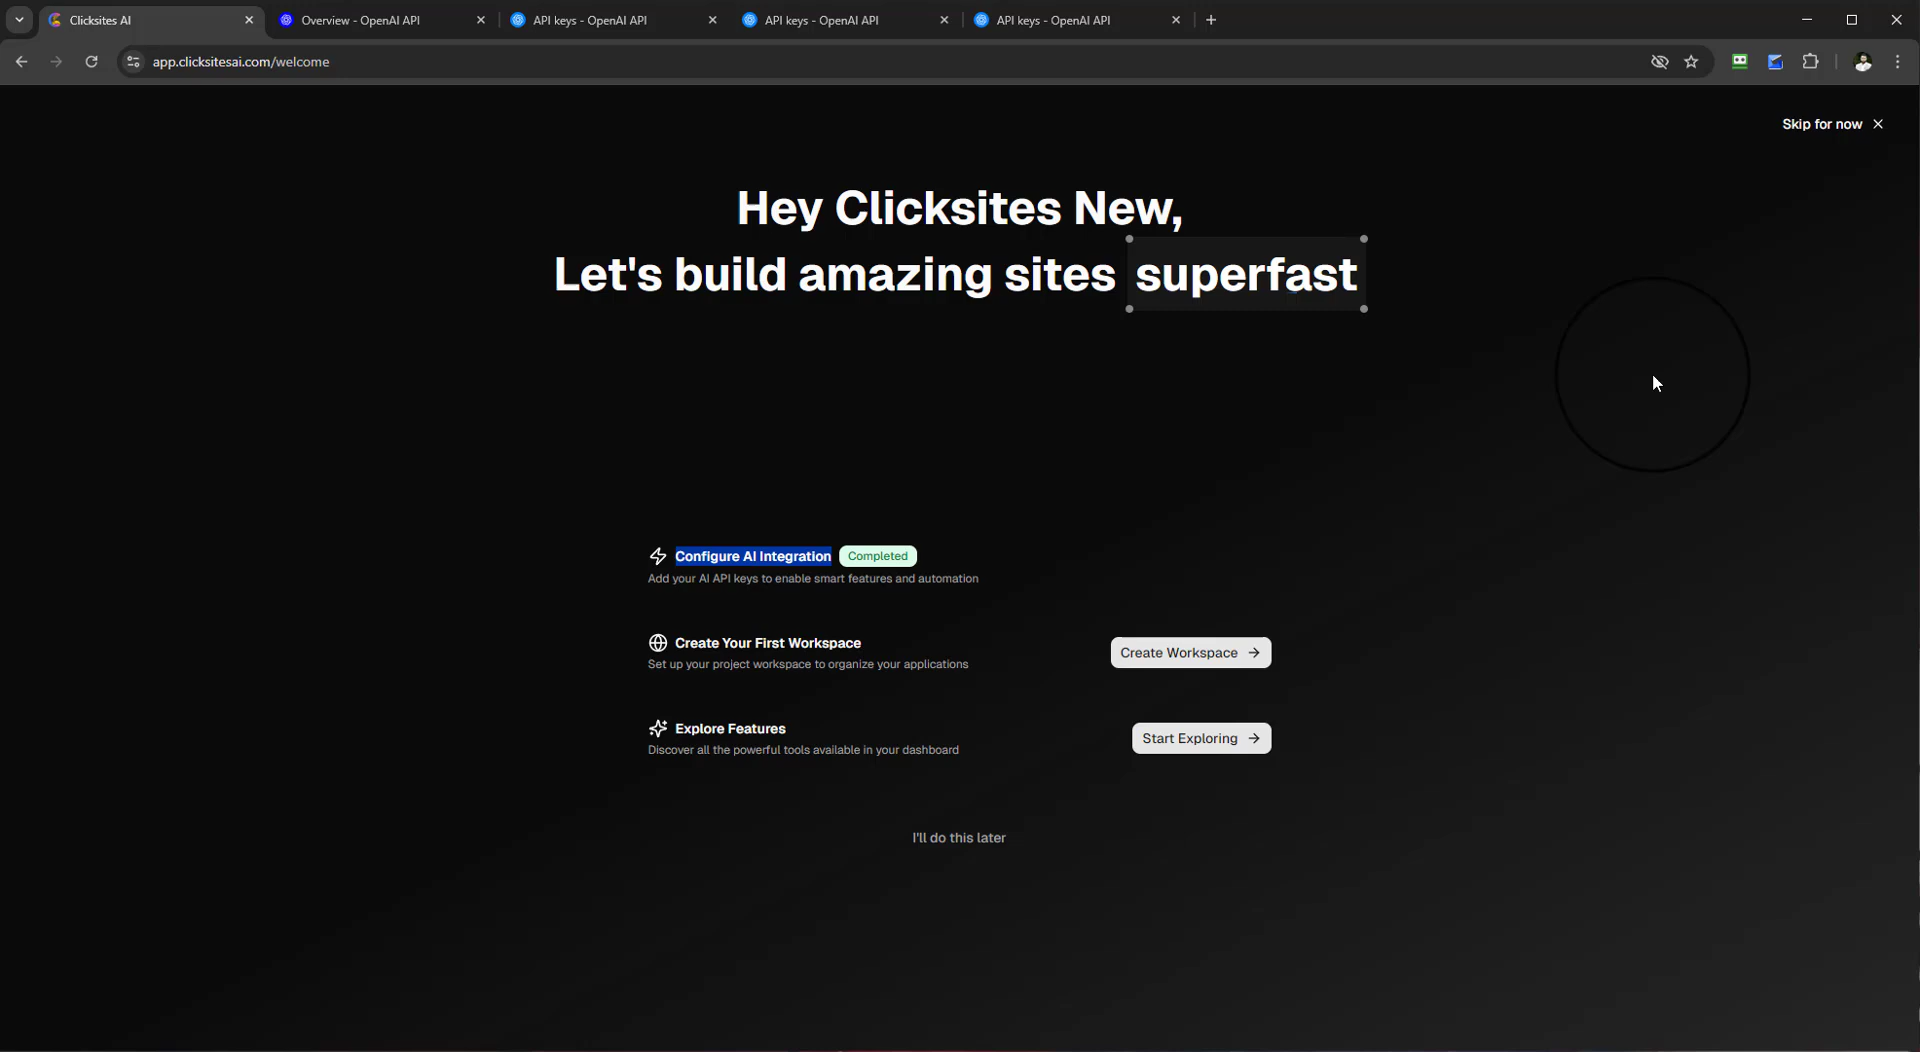 Clicksites AI
Overview - OpenAI API
API keys - OpenAI API
API keys - OpenAI API
API keys - OpenAI API
app.clicksitesai.com/welcome
Skip for now
Hey Clicksites New,
Let's build amazing sites superfast
Configure AI Integration Completed
Add your AI API keys to enable smart features and automation
Create Your First Workspace
Set up your project workspace to organize your applications
Create Workspace
Explore Features
Discover all the powerful tools available in your dashboard
Start Exploring
I'll do this later